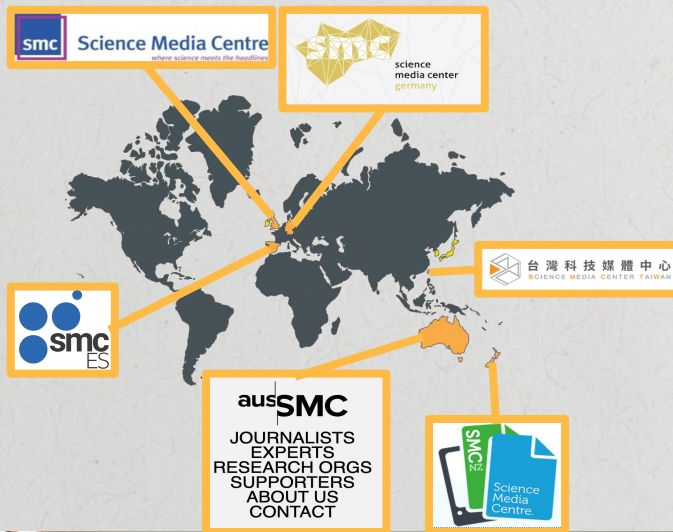 smc Science Media Centre
where science meets the headlines
smc
science
media center
germany
台灣科技媒體中心
SCIENCE MEDIA CENTER TAIWAN
smc
ES
ausSMC
JOURNALISTS
EXPERTS
RESEARCH ORGS
SUPPORTERS
ABOUT US
CONTACT
SMC
NZ
Science
Media
Centre.